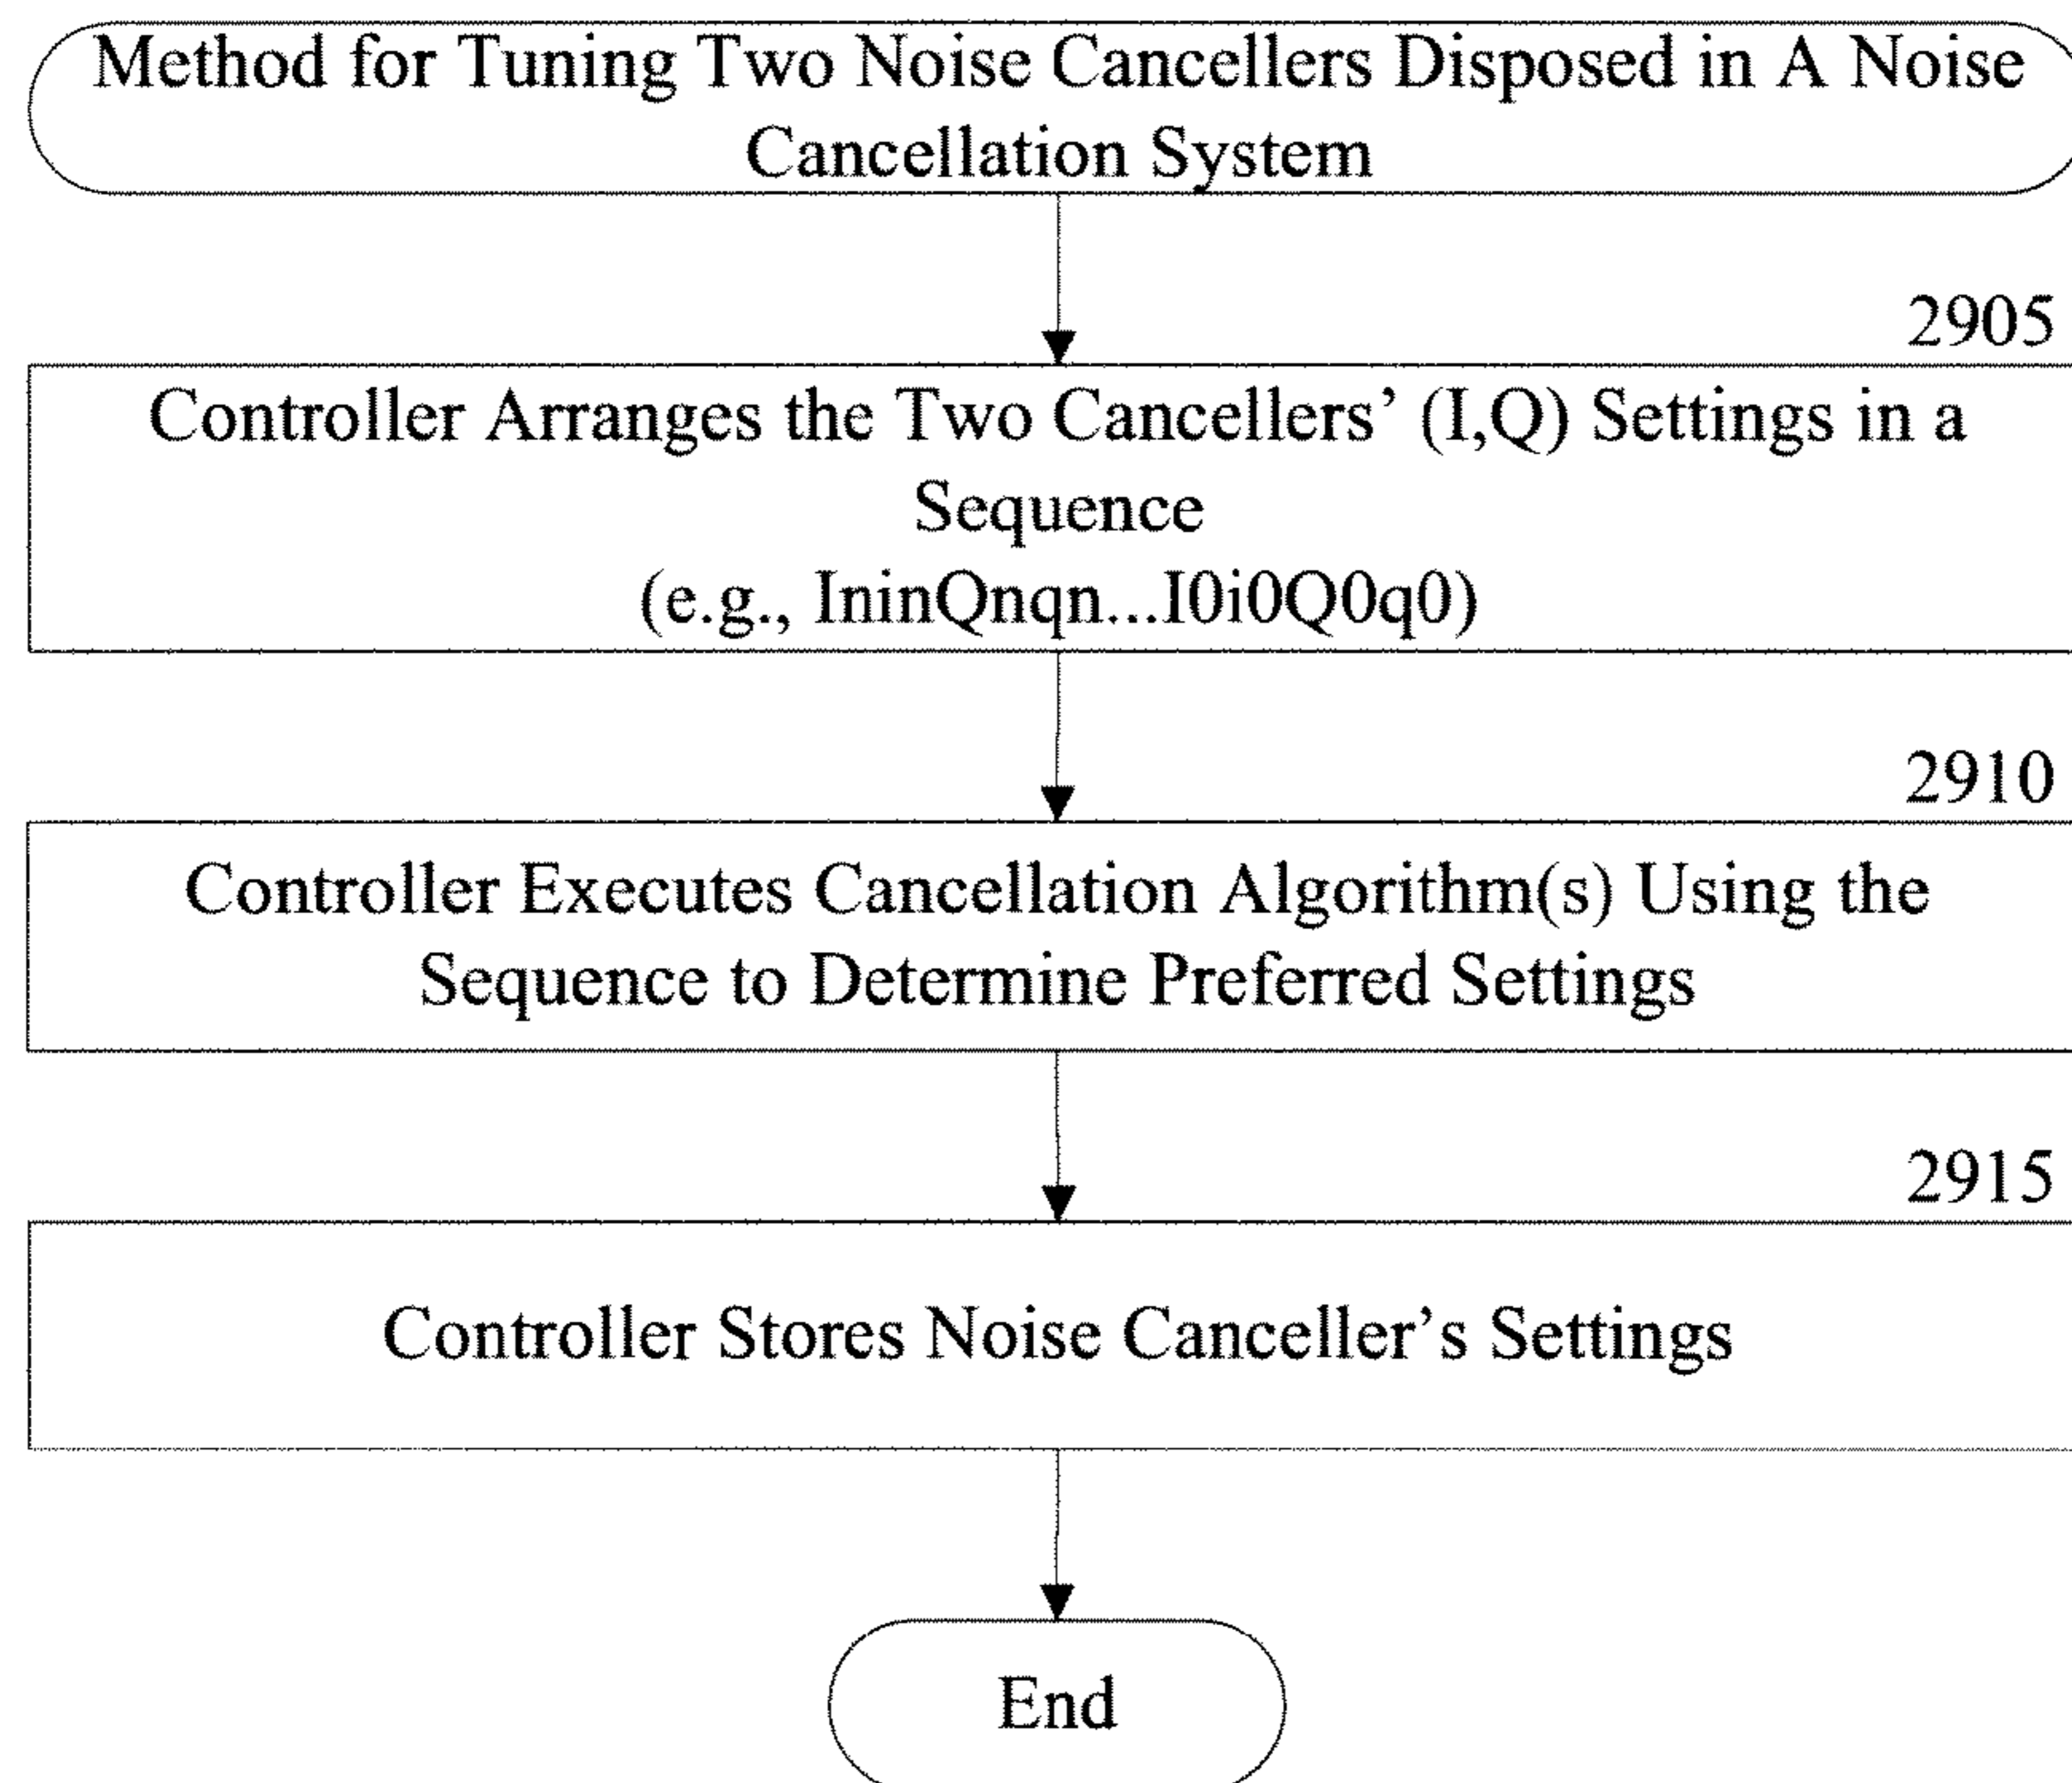 Method for Tuning Two Noise Cancellers Disposed in A Noise
Cancellation System
2905
Controller Arranges the Two Cancellers’ (I,Q) Settings in a
Sequence
(e.g., IninQnqn...I0i0Q0q0)
2910
Controller Executes Cancellation Algorithm(s) Using the
Sequence to Determine Preferred Settings
2915
Controller Stores Noise Canceller’s Settings
End